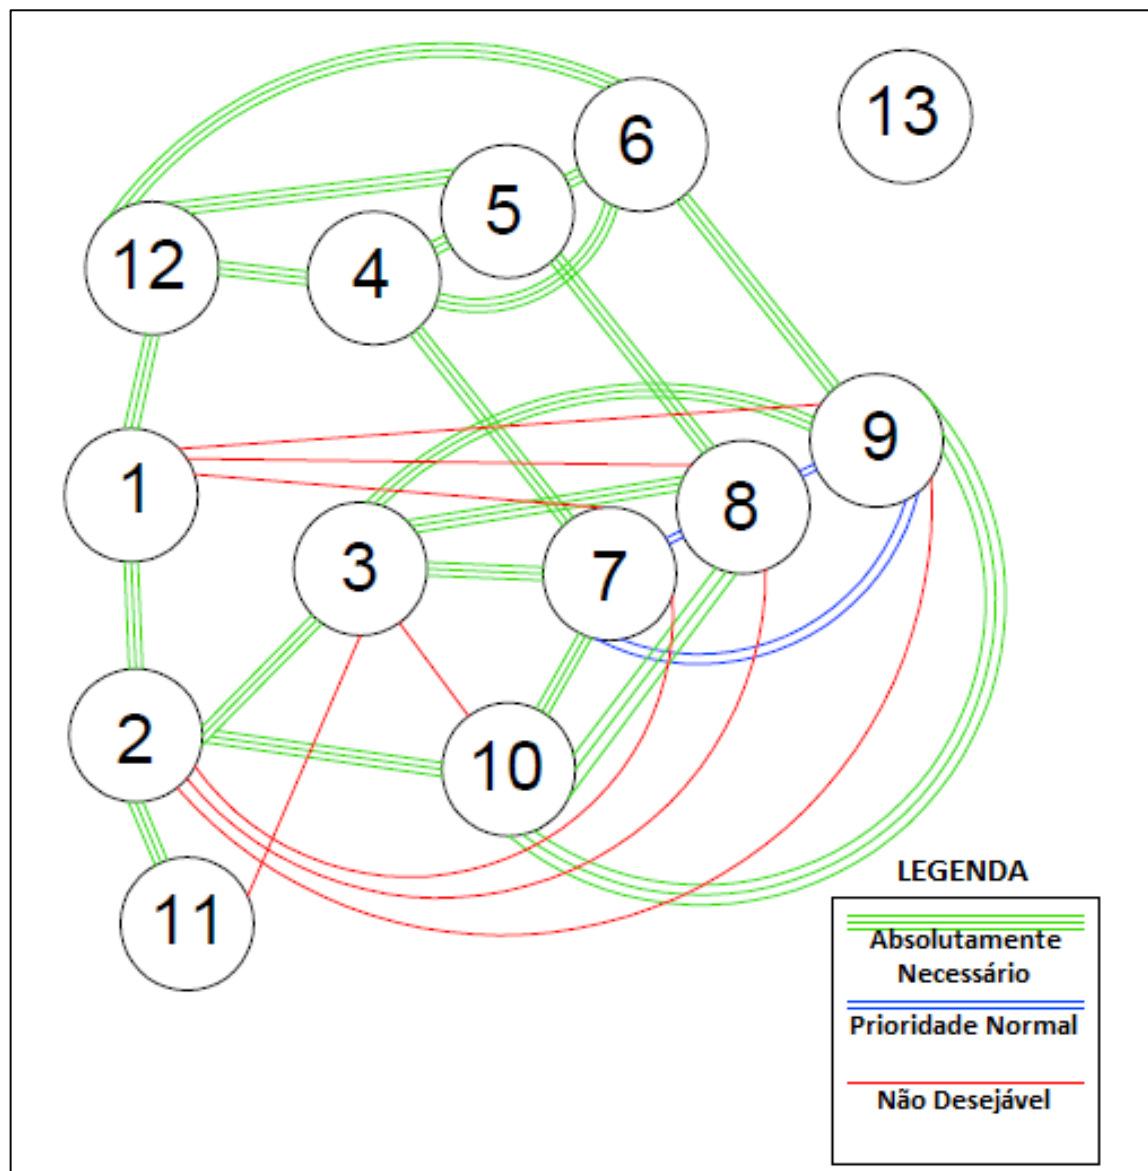 6
13
5
12
4
9
1
8
3
7
2
10
11
LEGENDA
Absolutamente
Necessário
Prioridade Normal
Não Desejável